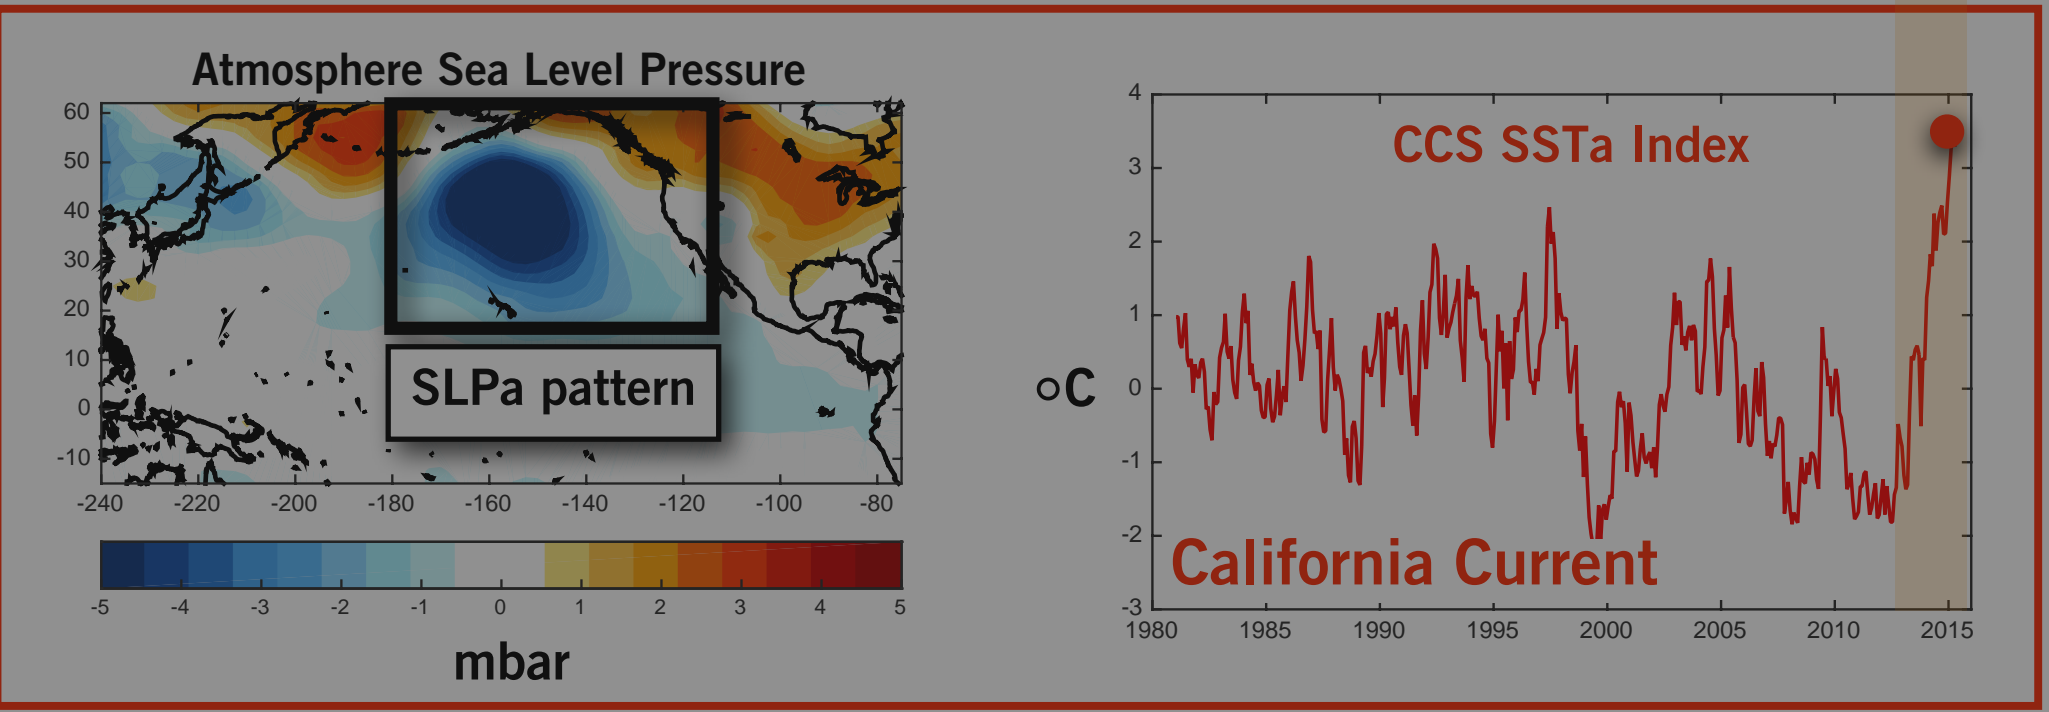 Atmosphere Sea Level Pressure
60
50
40
30
20
10
0
-10
-240 -220 -200 -180 -160 -140 -120 -100 -80
SLPa pattern
-5 -4 -3 -2 -1 0 1 2 3 4 5
mbar
°C
4
3
2
1
0
-1
-2
-3
CCS SSTa Index
California Current
1980 1985 1990 1995 2000 2005 2010 2015